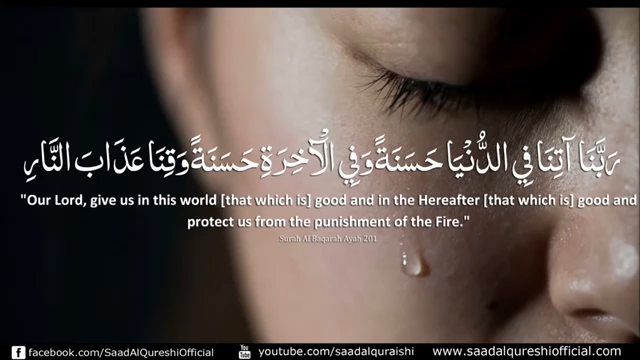 رَبَّنَا آتِنَا فِي الدُّنْيَا حَسَنَةً وَفِي الْآخِرَةِ حَسَنَةً وَقِنَا عَذَابَ النَّارِ
"Our Lord, give us in this world [that which is] good and in the Hereafter [that which is] good and
protect us from the punishment of the Fire."
Surah Al Baqarah Ayah 201
facebook.com/SaadAlQureshiOfficial
You Tube
youtube.com/saadalquraishi
www.saadalqureshiofficial.com